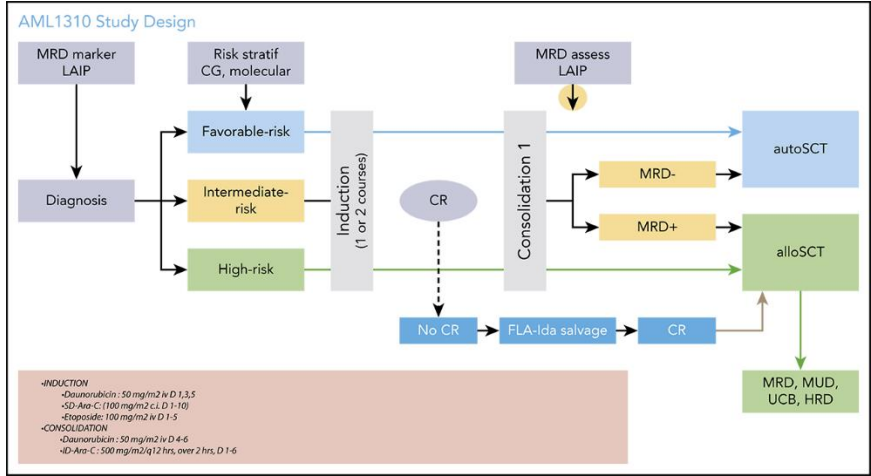 AML1310 Study Design
MRD marker
LAIP
Risk stratif
CG, molecular
MRD assess
LAIP
Diagnosis
Favorable-risk
Intermediate-
risk
High-risk
Induction
(1 or 2 courses)
CR
Consolidation 1
MRD-
MRD+
autoSCT
alloSCT
No CR
FLA-Ida salvage
CR
MRD, MUD,
UCB, HRD
•INDUCTION
•Daunorubicin : 50 mg/m2 iv D 1,3,5
•SD-Ara-C: (100 mg/m2 c.i. D 1-10)
•Etoposide: 100 mg/m2 iv D 1-5
•CONSOLIDATION
•Daunorubicin : 50 mg/m2 iv D 4-6
•ID-Ara-C : 500 mg/m2/q12 hrs, over 2 hrs, D 1-6